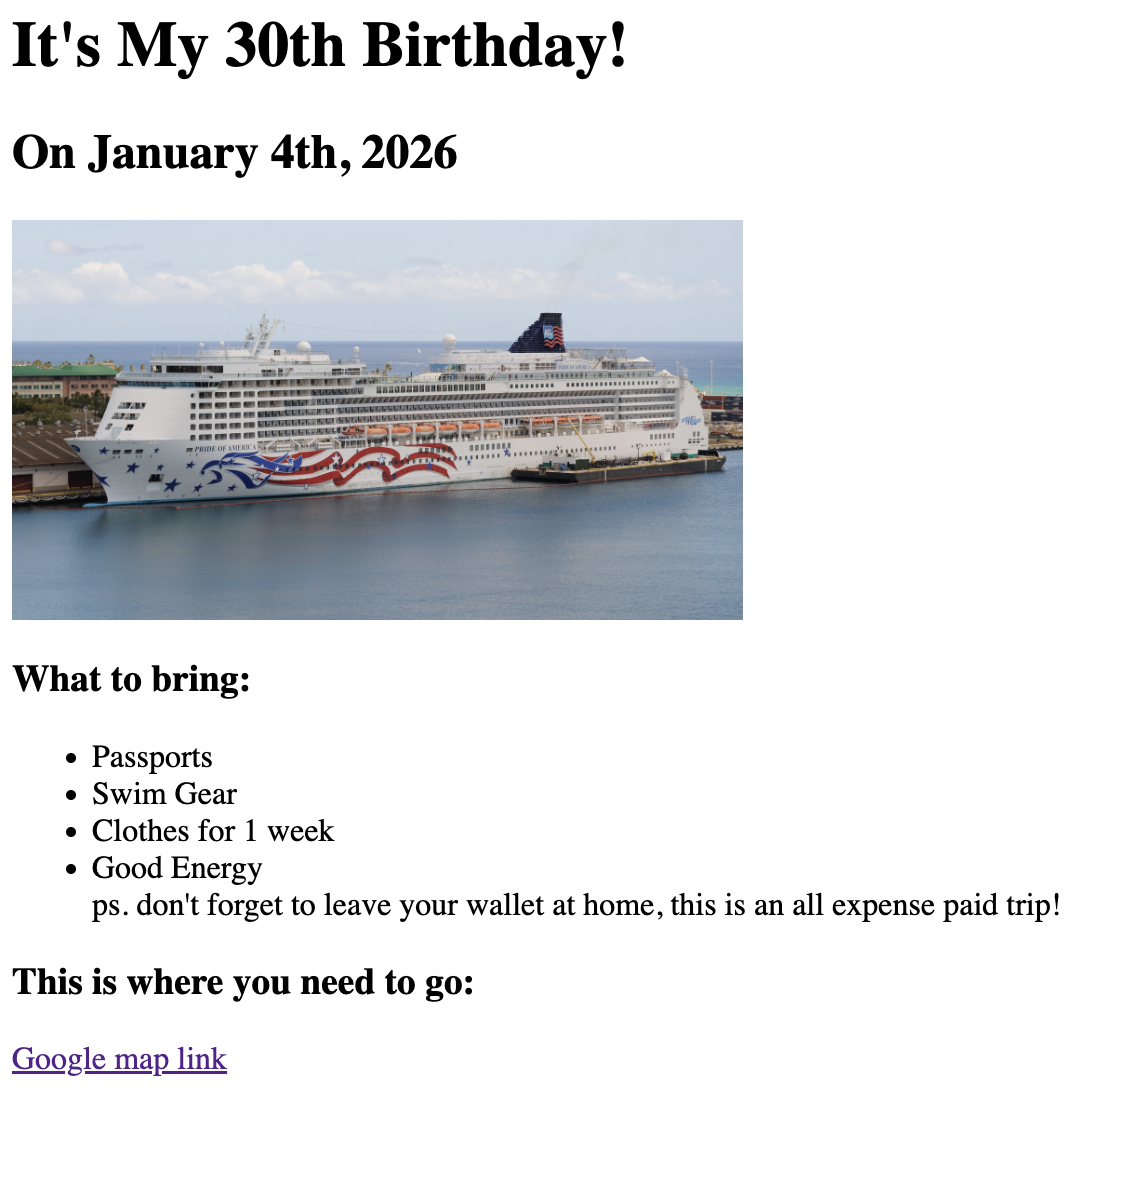 It's My 30th Birthday!
On January 4th, 2026
PRIDE OF AMERICA
What to bring:
Passports
Swim Gear
Clothes for 1 week
Good Energy
ps. don't forget to leave your wallet at home, this is an all expense paid trip!
This is where you need to go:
Google map link